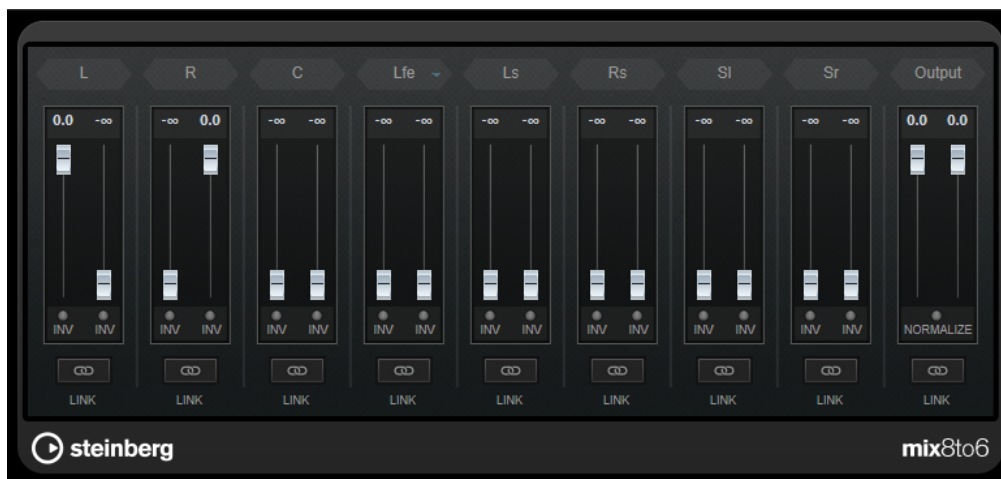 L R C Lfe Ls Rs Sl Sr Output
0.0 -∞ -∞ 0.0 -∞ -∞ -∞ -∞ -∞ -∞ -∞ -∞ -∞ -∞ -∞ -∞ 0.0 0.0
INV INV INV INV INV INV INV INV INV INV INV INV INV INV INV INV NORMALIZE
LINK LINK LINK LINK LINK LINK LINK LINK LINK
steinberg mix8to6